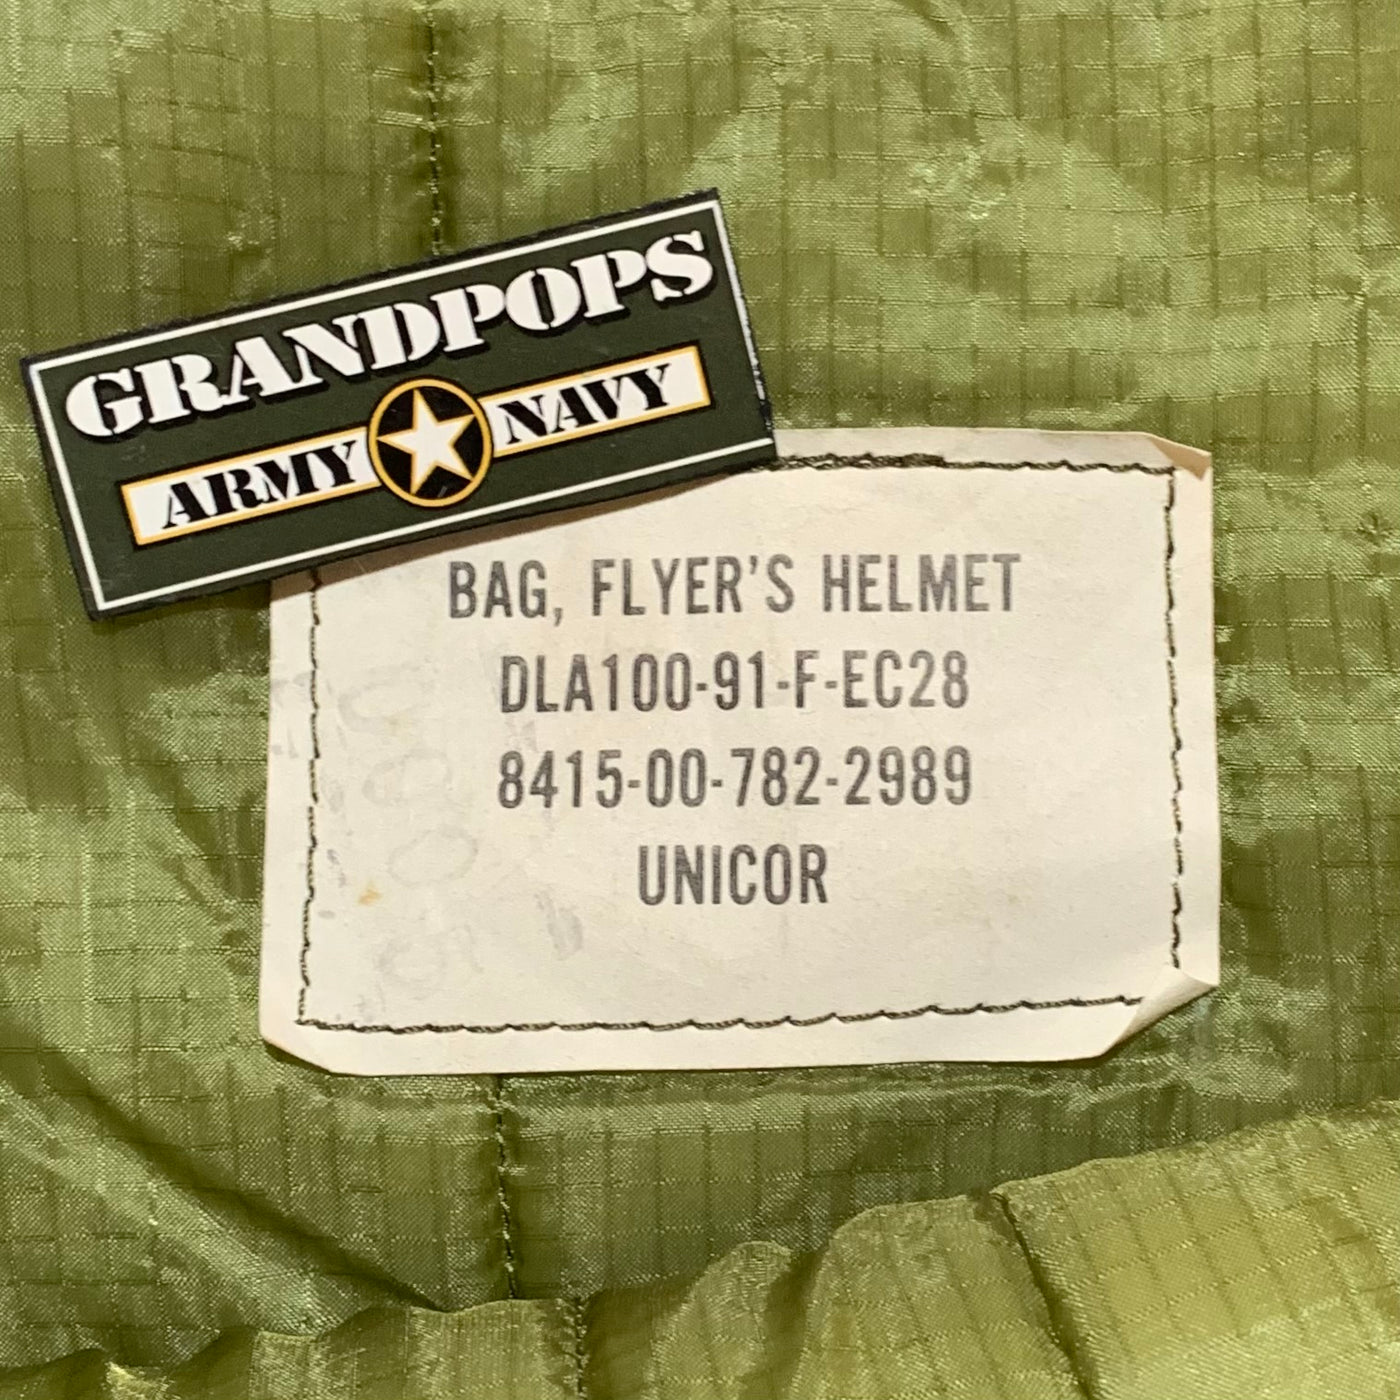 GRANDPOPS
ARMY NAVY
BAG, FLYER'S HELMET
DLA100-91-F-EC28
8415-00-782-2989
UNICOR